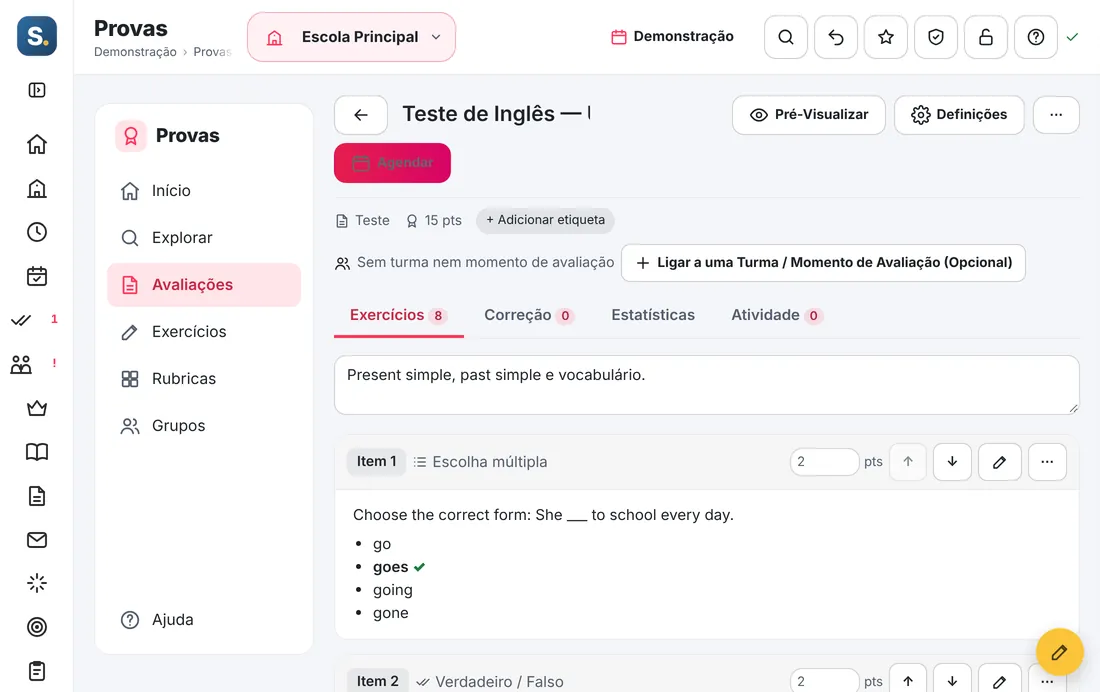 S.
Provas
Demonstração › Provas
Escola Principal
Demonstração
Provas
Início
Explorar
Avaliações
Exercícios
Rubricas
Grupos
Ajuda
1
!
Teste de Inglês —
Pré-Visualizar
Definições
...
Agendar
Teste
15 pts
+ Adicionar etiqueta
Sem turma nem momento de avaliação
+ Ligar a uma Turma / Momento de Avaliação (Opcional)
Exercícios 8
Correção 0
Estatísticas
Atividade 0
Present simple, past simple e vocabulário.
Item 1 Escolha múltipla 2 pts ...
Choose the correct form: She ___ to school every day.
• go
• goes ✔
• going
• gone
Item 2 Verdadeiro / Falso 2 pts ...